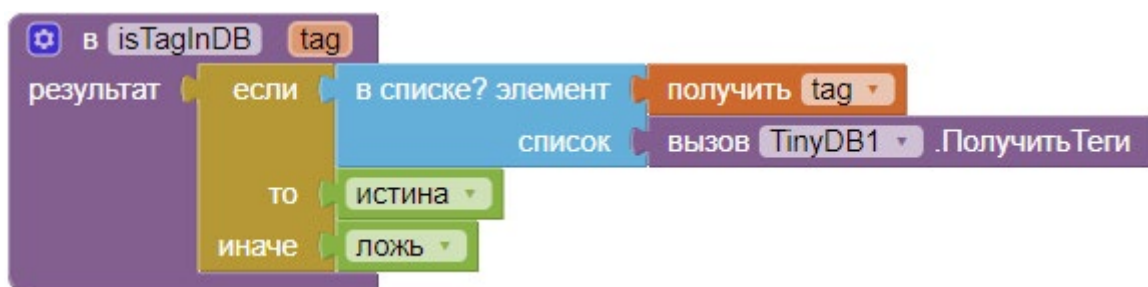 в isTagInDB tag
результат если в списке? элемент получить tag
список вызов TinyDB1 .ПолучитьТеги
то истина
иначе ложь